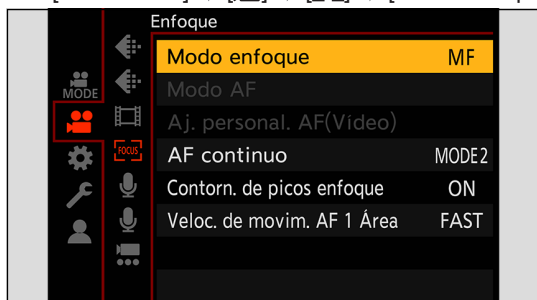 Enfoque
Modo enfoque MF
MODE
Modo AF
Aj. personal. AF(Vídeo)
FOCUS
AF continuo MODE2
Contorn. de picos enfoque ON
Veloc. de movim. AF 1 Área FAST